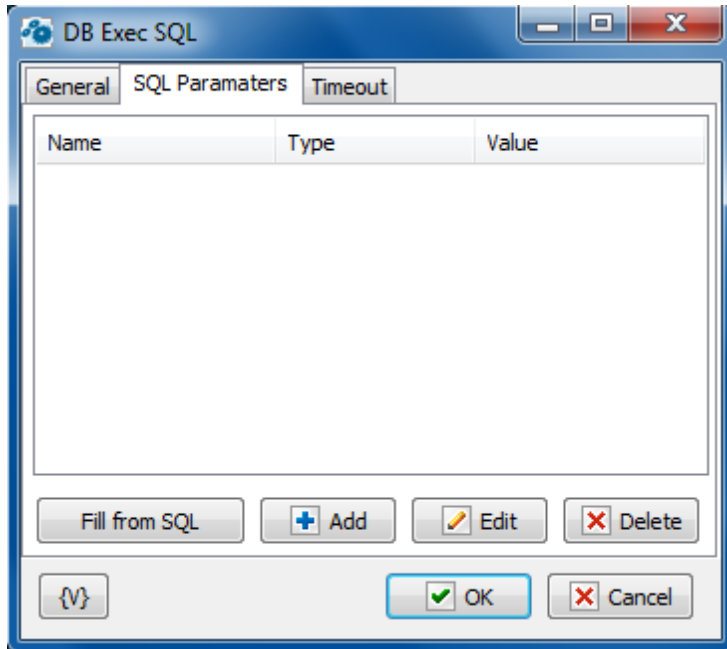 DB Exec SQL
General SQL Paramaters Timeout
Name Type Value
Fill from SQL Add Edit Delete
{V} OK Cancel